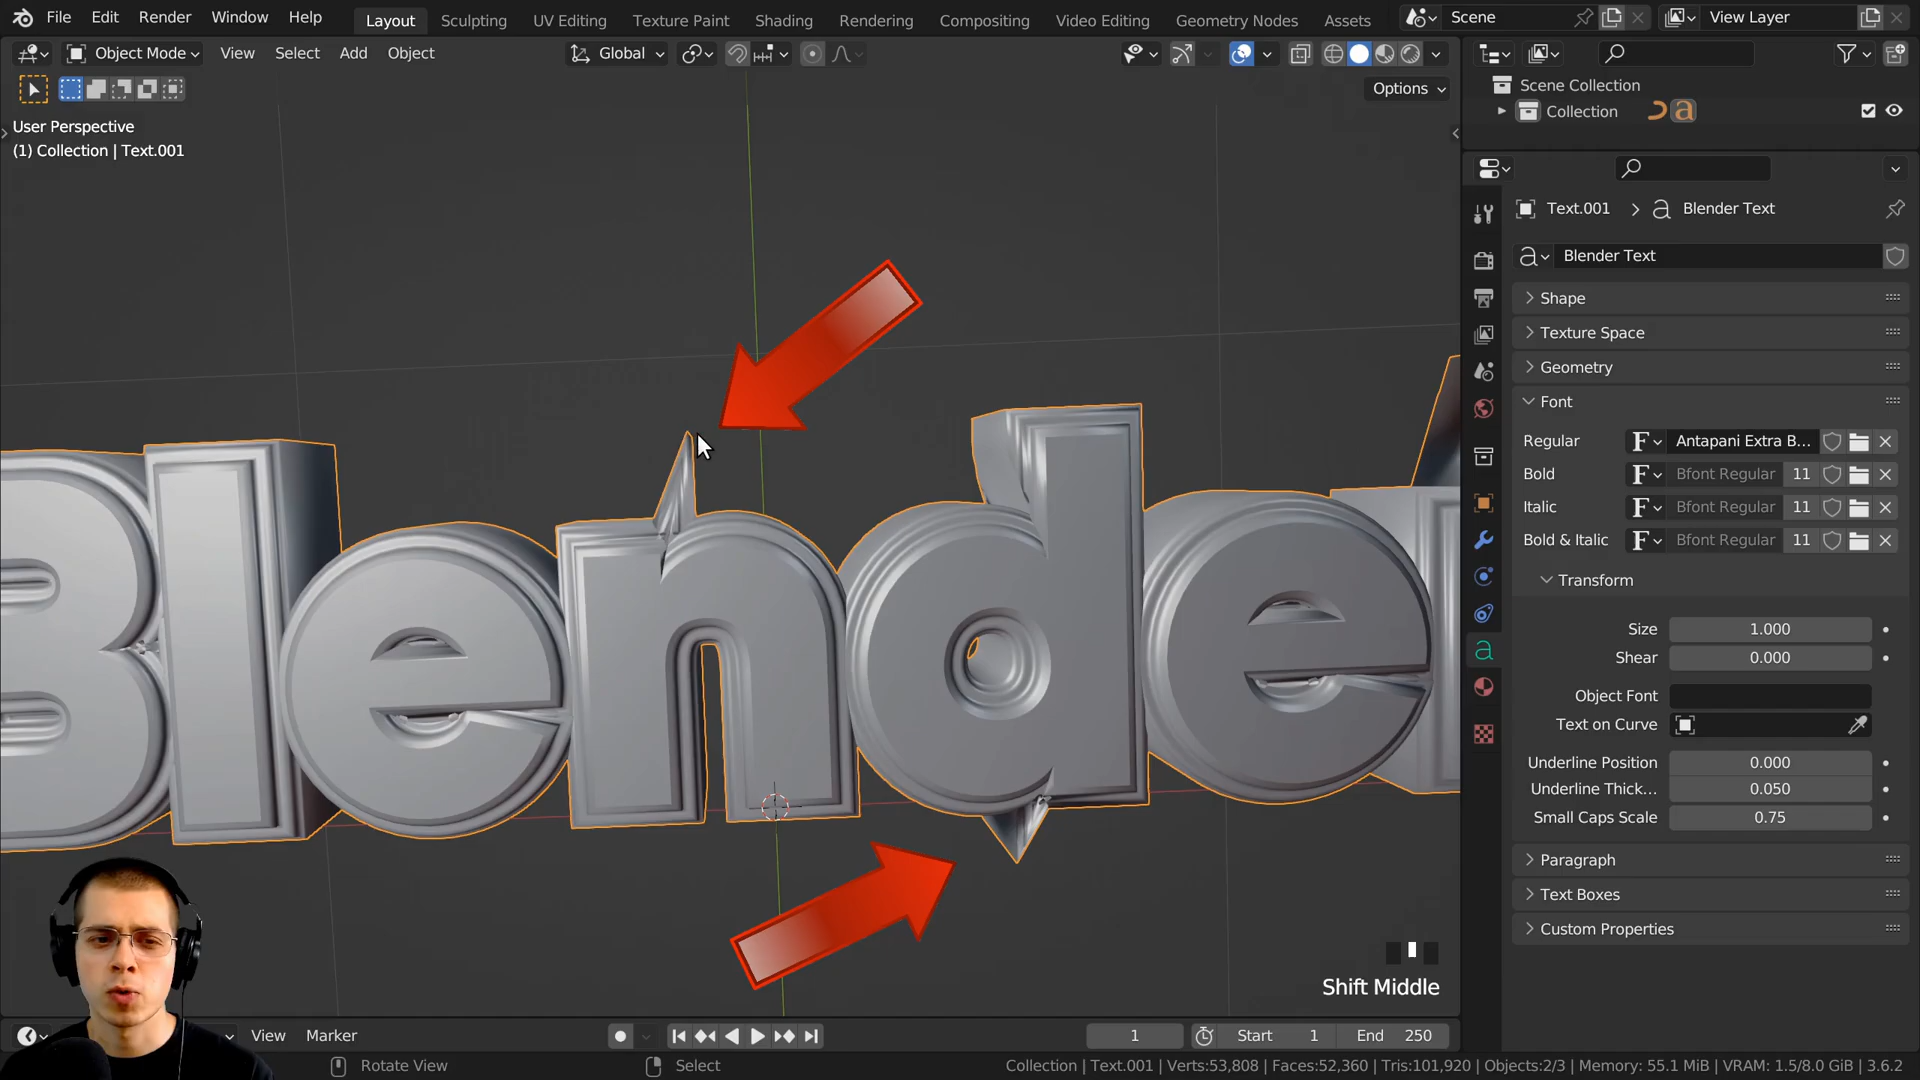 File Edit Render Window Help Layout Sculpting UV Editing Texture Paint Shading Rendering Compositing Video Editing Geometry Nodes Assets Scene View Layer
Object Mode View Select Add Object Global
Options
User Perspective
(1) Collection | Text.001
Scene Collection
Collection
Text.001 > Blender Text
Blender Text
Shape
Texture Space
Geometry
Font
Regular Antapani Extra B...
Bold Bfont Regular 11
Italic Bfont Regular 11
Bold & Italic Bfont Regular 11
Transform
Size 1.000
Shear 0.000
Object Font
Text on Curve
Underline Position 0.000
Underline Thick... 0.050
Small Caps Scale 0.75
Paragraph
Text Boxes
Custom Properties
Blender
Shift Middle
View Marker 1 Start 1 End 250
Rotate View Select Collection | Text.001 | Verts:53,808 | Faces:52,360 | Tris:101,920 | Objects:2/3 | Memory: 55.1 MiB | VRAM: 1.5/8.0 GiB | 3.6.2